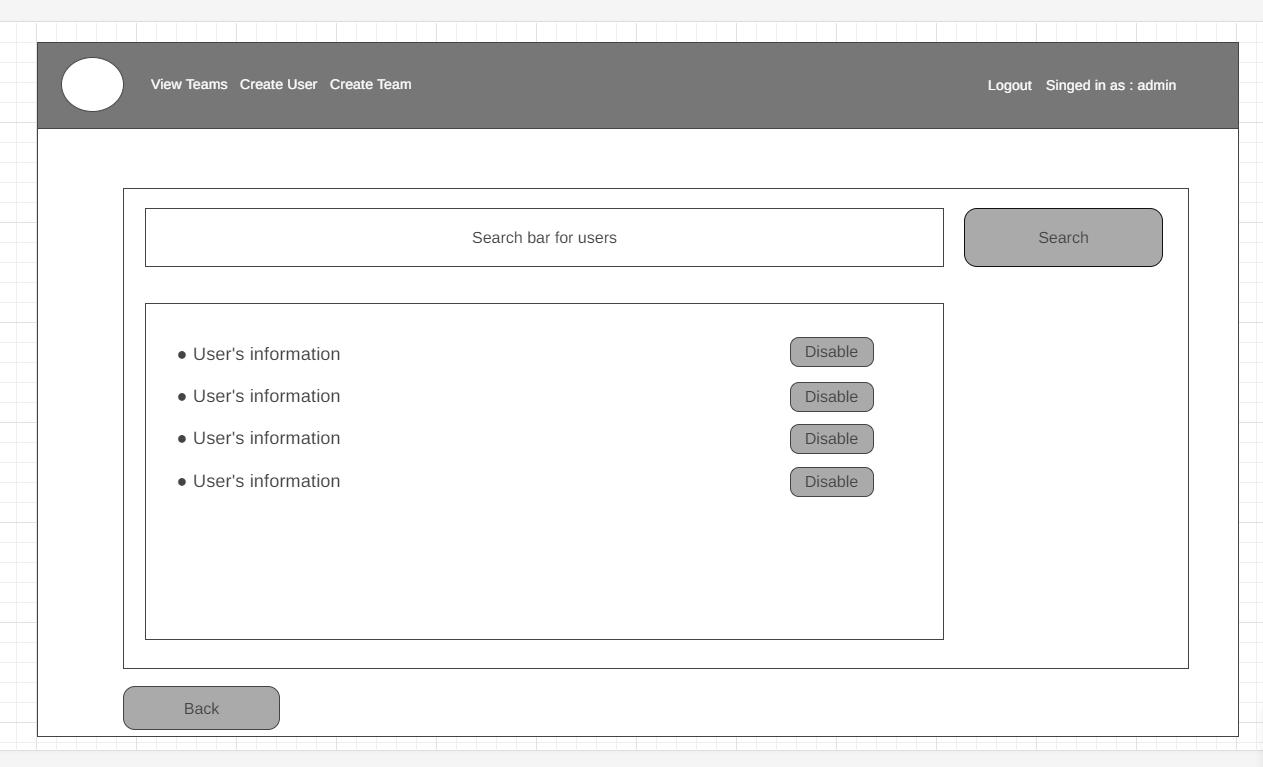 View Teams Create User Create Team Logout Singed in as : admin
Search bar for users Search
● User's information Disable
● User's information Disable
● User's information Disable
● User's information Disable
Back